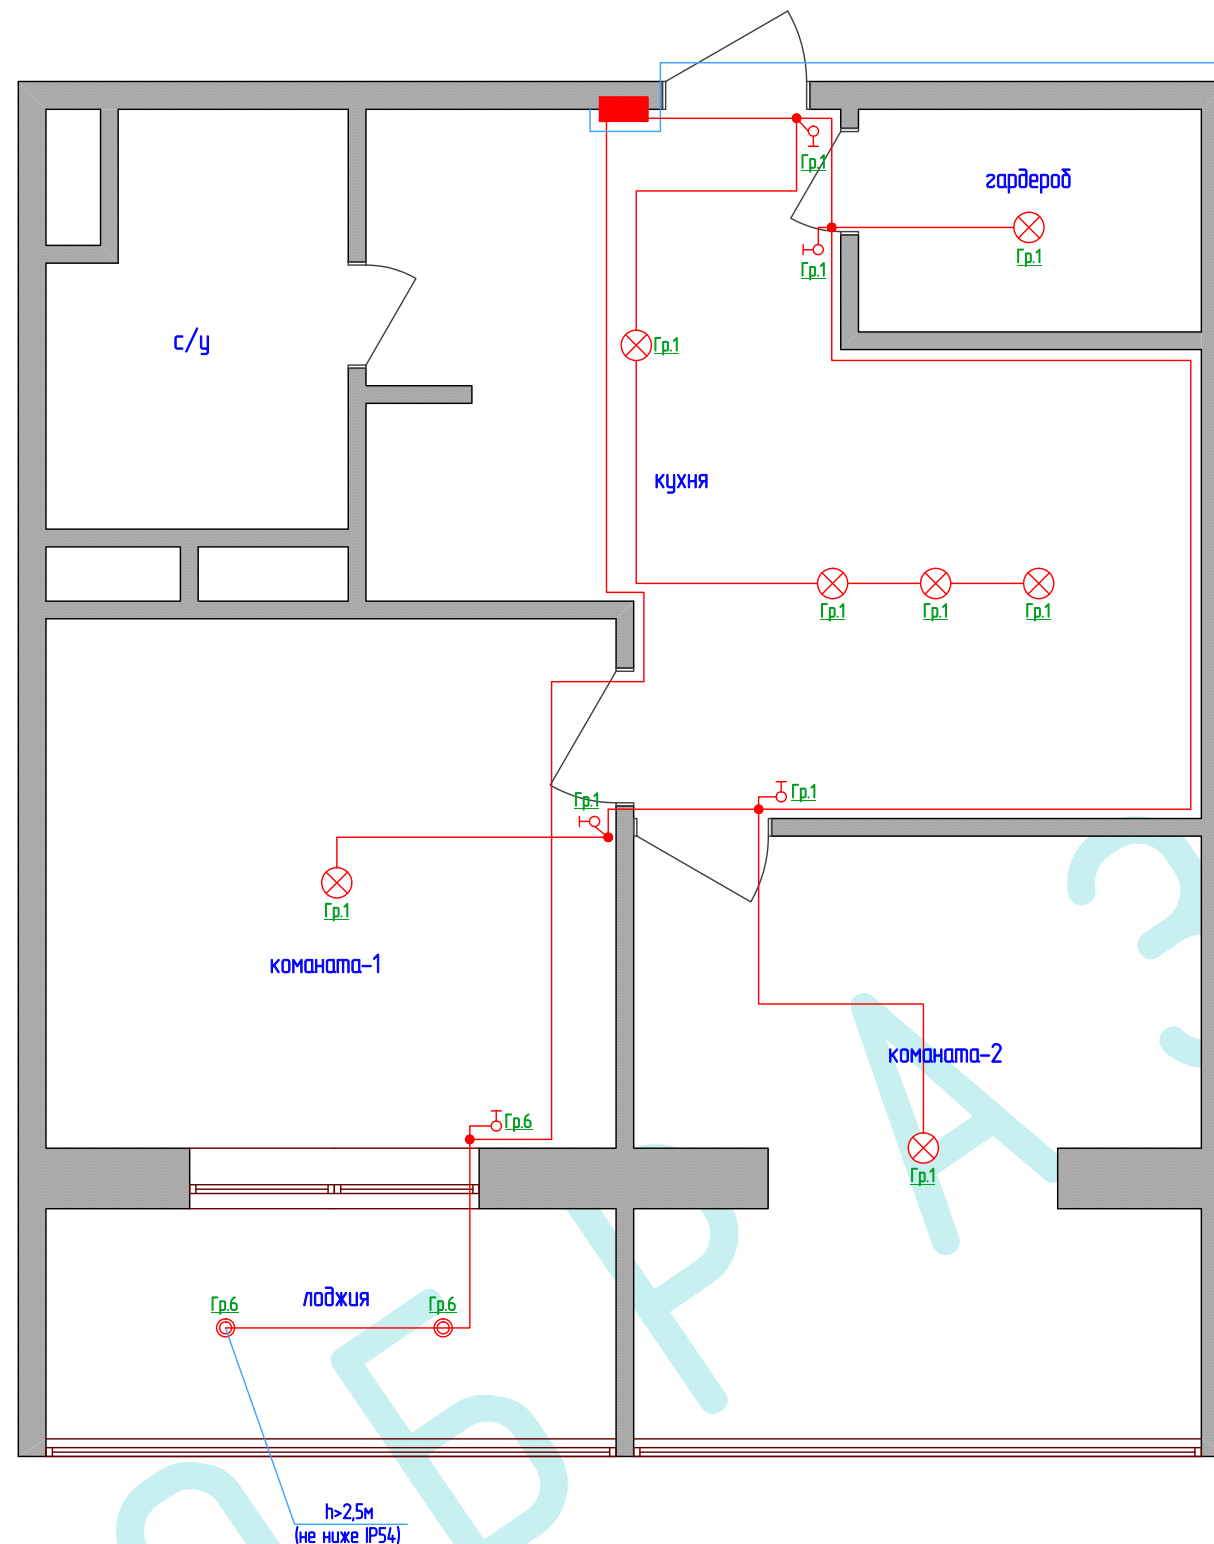 Гр.1
гардероб
Гр.1
Гр.1
с/у
Гр.1
кухня
Гр.1
Гр.1
Гр.1
Гр.1
Гр.1
Гр.1
команата-1
команата-2
Гр.6
Гр.1
лоджия
Гр.6
Гр.6
h>2,5м
(не ниже IP54)
ОБРАЗ